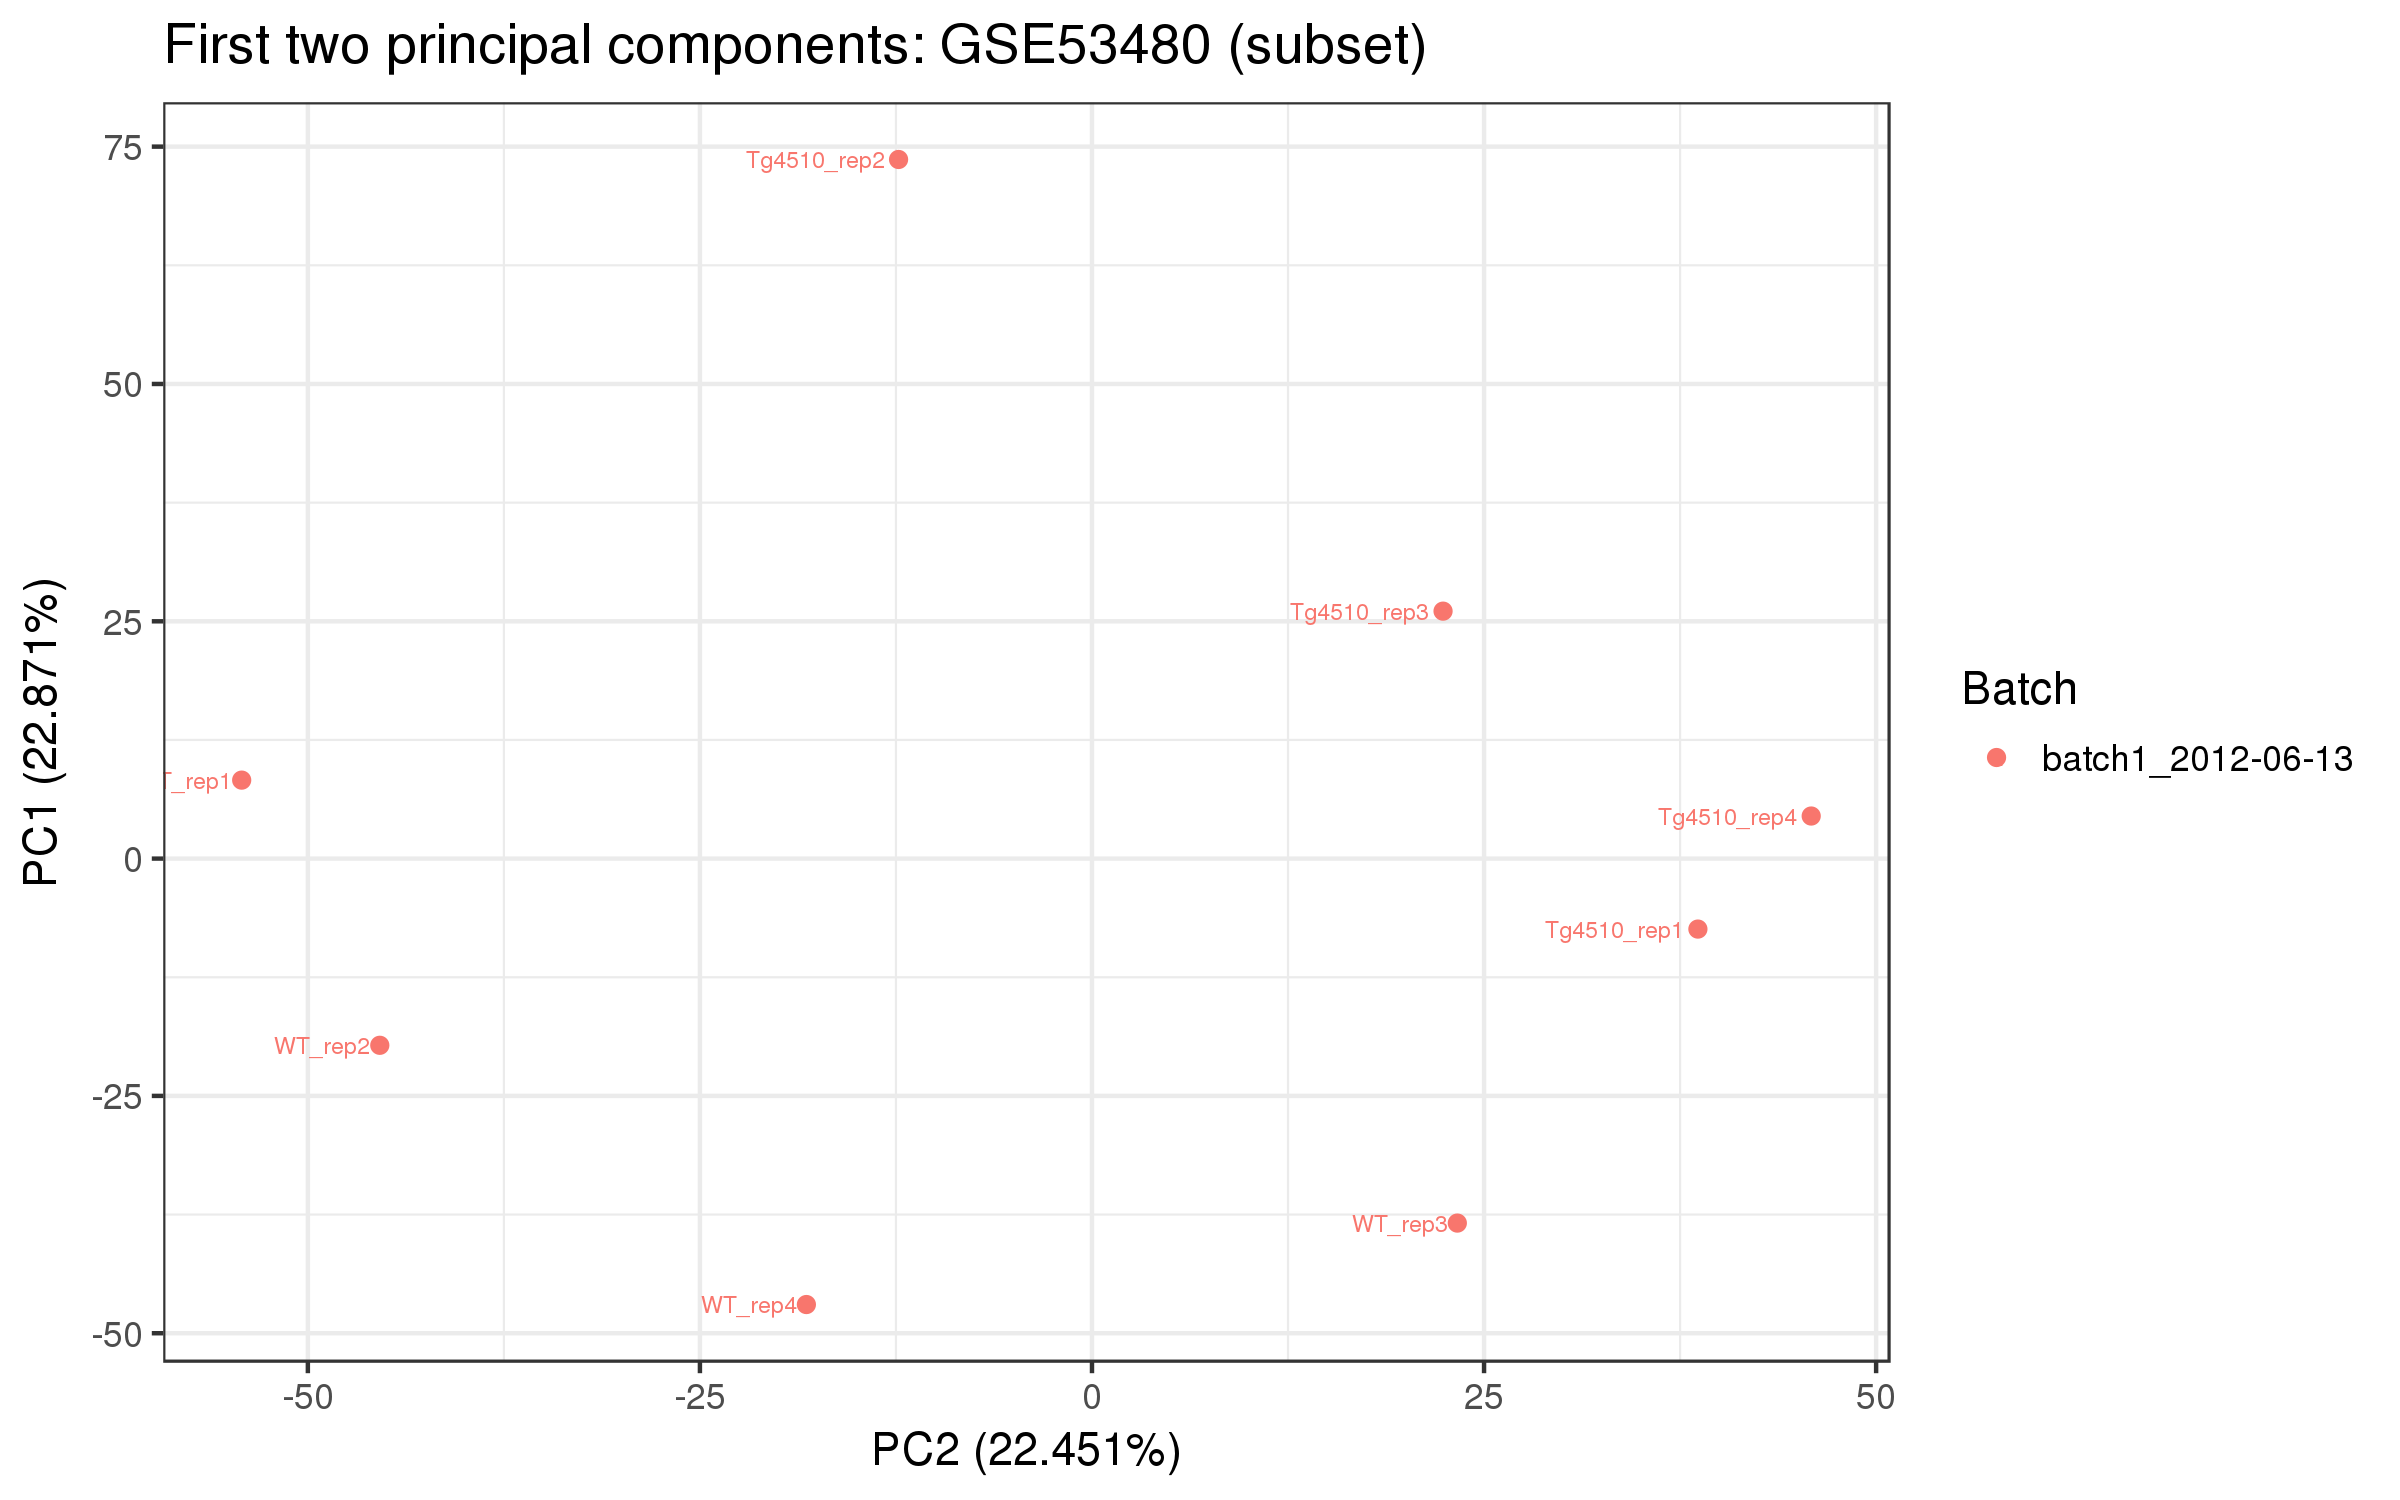 First two principal components: GSE53480 (subset)
75
50
25
0
-25
-50
PC1 (22.871%)
Tg4510_rep2
Tg4510_rep3
T_rep1
Tg4510_rep4
Tg4510_rep1
WT_rep2
WT_rep3
WT_rep4
-50
-25
0
25
50
PC2 (22.451%)
Batch
batch1_2012-06-13